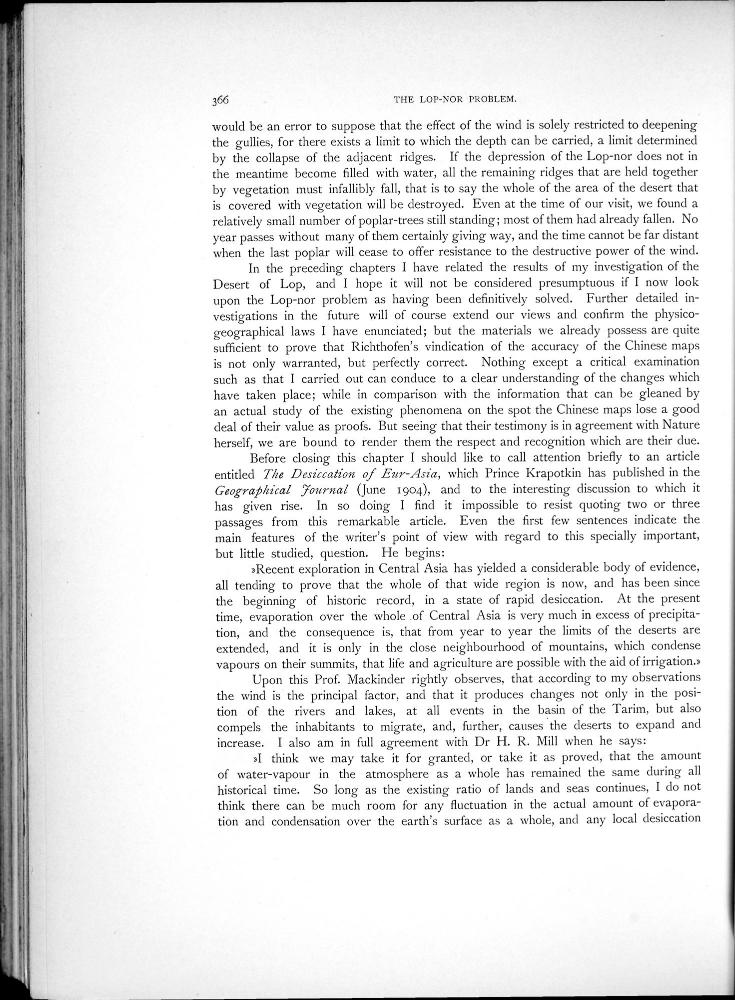 366 THE LOP-NOR PROBLEM.
would be an error to suppose that the effect of the wind is solely restricted to deepening
the gullies, for there exists a limit to which the depth can be carried, a limit determined
by the collapse of the adjacent ridges. If the depression of the Lop-nor does not in
the meantime become filled with water, all the remaining ridges that are held together
by vegetation must infallibly fall, that is to say the whole of the area of the desert that
is covered with vegetation will be destroyed. Even at the time of our visit, we found a
relatively small number of poplar-trees still standing; most of them had already fallen. No
year passes without many of them certainly giving way, and the time cannot be far distant
when the last poplar will cease to offer resistance to the destructive power of the wind.
In the preceding chapters I have related the results of my investigation of the
Desert of Lop, and I hope it will not be considered presumptuous if I now look
upon the Lop-nor problem as having been definitively solved. Further detailed in-
vestigations in the future will of course extend our views and confirm the physico-
geographical laws I have enunciated; but the materials we already possess are quite
sufficient to prove that Richthofen's vindication of the accuracy of the Chinese maps
is not only warranted, but perfectly correct. Nothing except a critical examination
such as that I carried out can conduce to a clear understanding of the changes which
have taken place; while in comparison with the information that can be gleaned by
an actual study of the existing phenomena on the spot the Chinese maps lose a good
deal of their value as proofs. But seeing that their testimony is in agreement with Nature
herself, we are bound to render them the respect and recognition which are their due.
Before closing this chapter I should like to call attention briefly to an article
entitled The Desiccation of Eur-Asia, which Prince Krapotkin has published in the
Geographical Journal (June 1904), and to the interesting discussion to which it
has given rise. In so doing I find it impossible to resist quoting two or three
passages from this remarkable article. Even the first few sentences indicate the
main features of the writer's point of view with regard to this specially important,
but little studied, question. He begins:
»Recent exploration in Central Asia has yielded a considerable body of evidence,
all tending to prove that the whole of that wide region is now, and has been since
the beginning of historic record, in a state of rapid desiccation. At the present
time, evaporation over the whole of Central Asia is very much in excess of precipita-
tion, and the consequence is, that from year to year the limits of the deserts are
extended, and it is only in the close neighbourhood of mountains, which condense
vapours on their summits, that life and agriculture are possible with the aid of irrigation.»
Upon this Prof. Mackinder rightly observes, that according to my observations
the wind is the principal factor, and that it produces changes not only in the posi-
tion of the rivers and lakes, at all events in the basin of the Tarim, but also
compels the inhabitants to migrate, and, further, causes the deserts to expand and
increase. I also am in full agreement with Dr H. R. Mill when he says:
»I think we may take it for granted, or take it as proved, that the amount
of water-vapour in the atmosphere as a whole has remained the same during all
historical time. So long as the existing ratio of lands and seas continues, I do not
think there can be much room for any fluctuation in the actual amount of evapora-
tion and condensation over the earth's surface as a whole, and any local desiccation